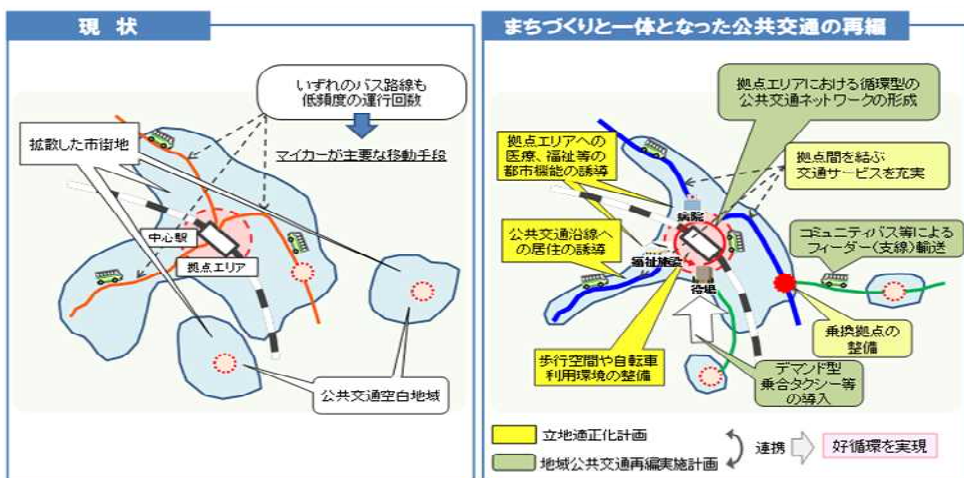 現 状
いずれのバス路線も
低頻度の運行回数
マイカーが主要な移動手段
拡散した市街地
中心駅
拠点エリア
公共交通空白地域
まちづくりと一体となった公共交通の再編
拠点エリアにおける循環型の
公共交通ネットワークの形成
拠点エリアへの
医療、福祉等の
都市機能の誘導
拠点間を結ぶ
交通サービスを充実
病院
公共交通沿線へ
の居住の誘導
福祉施設
役場
コミュニティバス等による
フィーダー(支線)輸送
乗換拠点の
整備
歩行空間や自転車
利用環境の整備
デマンド型
乗合タクシー等
の導入
立地適正化計画
地域公共交通再編実施計画
連携
好循環を実現